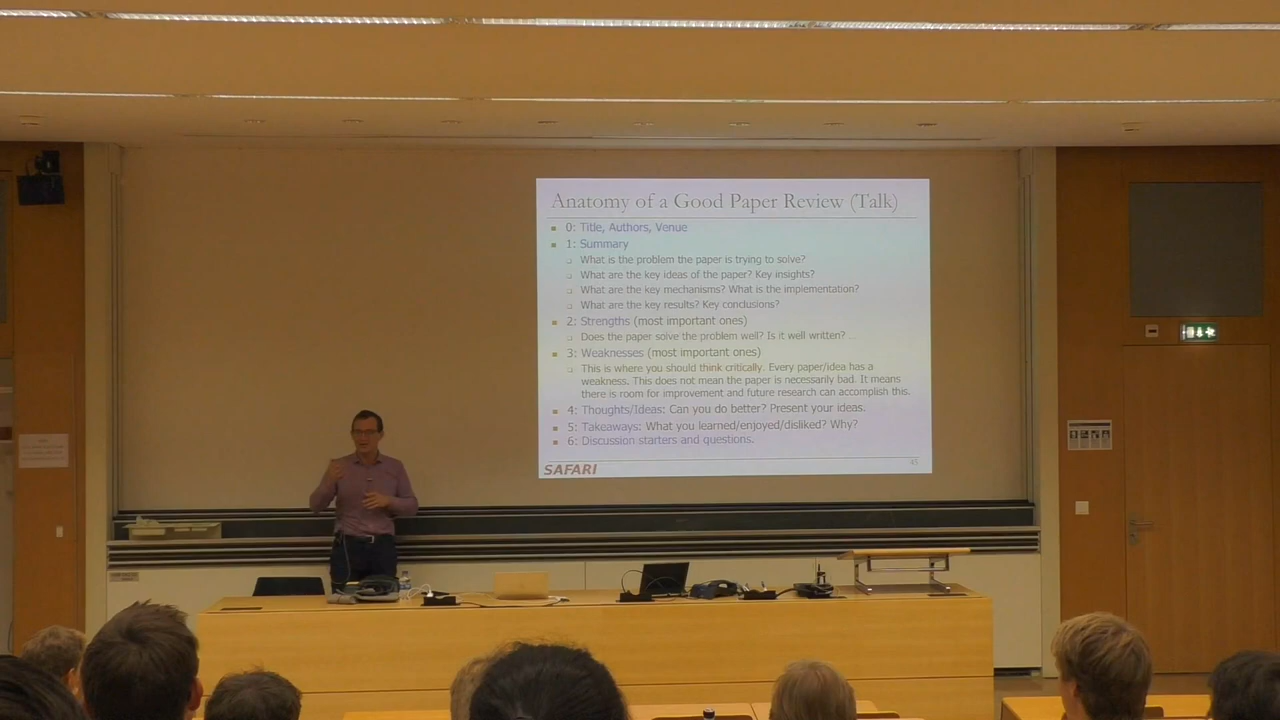 Anatomy of a Good Paper Review (Talk)
0: Title, Authors, Venue
1: Summary
What is the problem the paper is trying to solve?
What are the key ideas of the paper? Key insights?
What are the key mechanisms? What is the implementation?
What are the key results? Key conclusions?
2: Strengths (most important ones)
Does the paper solve the problem well? Is it well written? ...
3: Weaknesses (most important ones)
This is where you should think critically. Every paper/idea has a
weakness. This does not mean the paper is necessarily bad. It means
there is room for improvement and future research can accomplish this.
4: Thoughts/Ideas: Can you do better? Present your ideas.
5: Takeaways: What you learned/enjoyed/disliked? Why?
6: Discussion starters and questions.
SAFARI
45